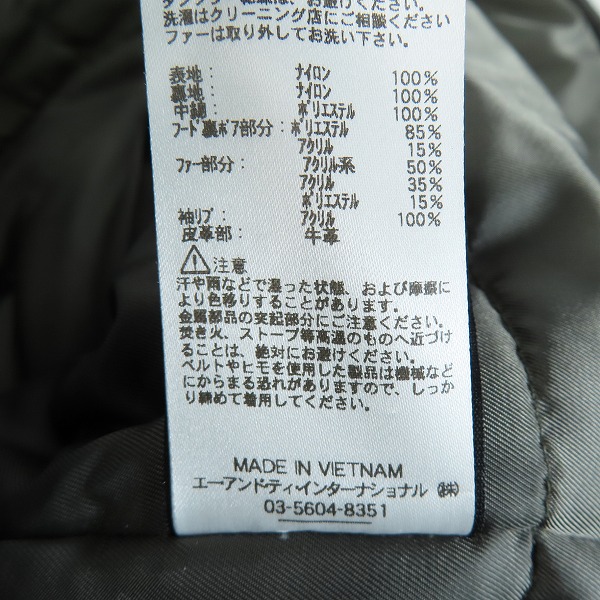 お避けください。
洗濯はクリーニング店にご相談ください
ファーは取り外してお洗い下さい。
表地： ナイロン 100%
裏地： ナイロン 100%
中綿： ポリエステル 100%
フード裏ボア部分： ポリエステル 85%
アクリル 15%
ファー部分： アクリル系 50%
アクリル 35%
ポリエステル 15%
袖リブ： アクリル 100%
皮革部： 牛革
注意
汗や雨などで湿った状態、および摩擦に
より色移りすることがあります。
金属部品の突起部分にご注意ください。
焚き火、ストーブ等高温のものへ近づけ
ることは、絶対にお避けください。
ベルトやヒモを使用した製品は機械など
にからまる恐れがありますので、しっか
り締めて着用してください。
MADE IN VIETNAM
エーアンド・ティ・インターナショナル ㈱
03-5604-8351